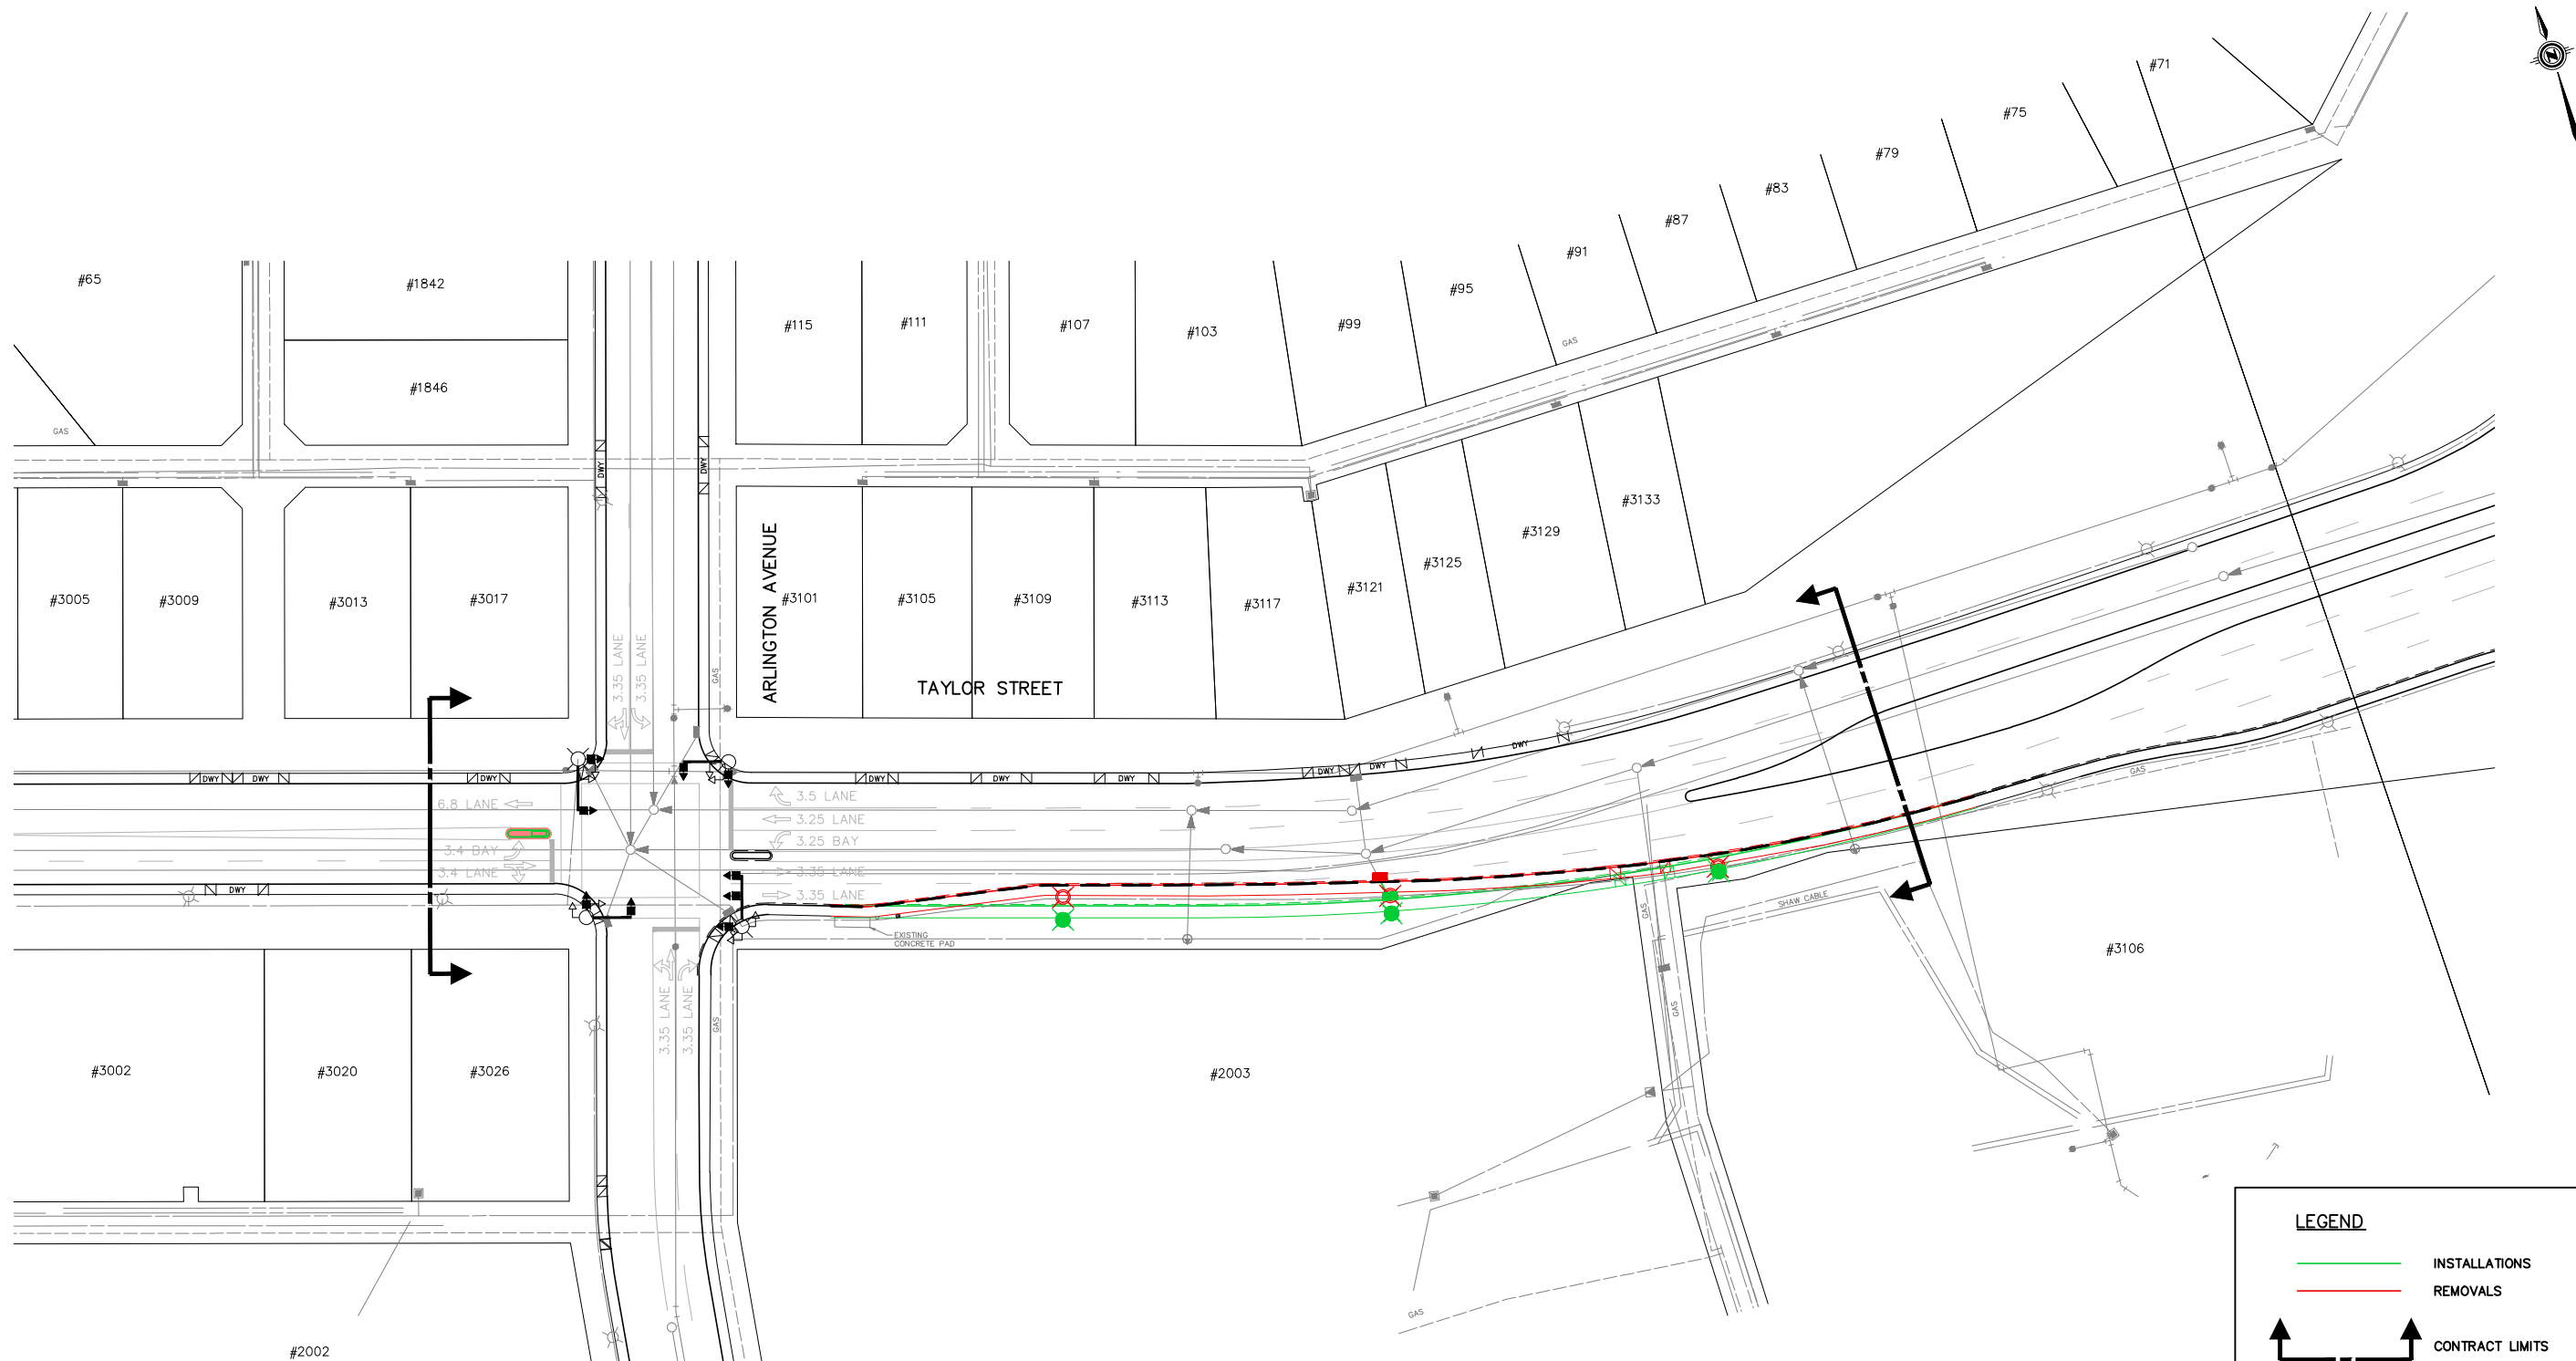 #71
#75
#79
#83
#87
#91
#95
#99
#65
#1842
#115
#111
#107
#103
#1846
GAS
GAS
DWY
DWY
#3005
#3009
#3013
#3017
ARLINGTON AVENUE
#3101
#3105
#3109
#3113
#3117
#3121
#3125
#3129
#3133
3.35 LANE
3.35 LANE
GAS
TAYLOR STREET
DWY
DWY
DWY
DWY
DWY
DWY
DWY
DWY
DWY
GAS
6.8 LANE
3.5 LANE
3.25 LANE
3.25 BAY
3.4 BAY
3.4 LANE
3.35 LANE
3.35 LANE
DWY
EXISTING
CONCRETE PAD
GAS
SHAW CABLE
#3106
3.35 LANE
3.35 LANE
GAS
GAS
#3002
#3020
#3026
#2003
GAS
#2002
LEGEND
INSTALLATIONS
REMOVALS
CONTRACT LIMITS